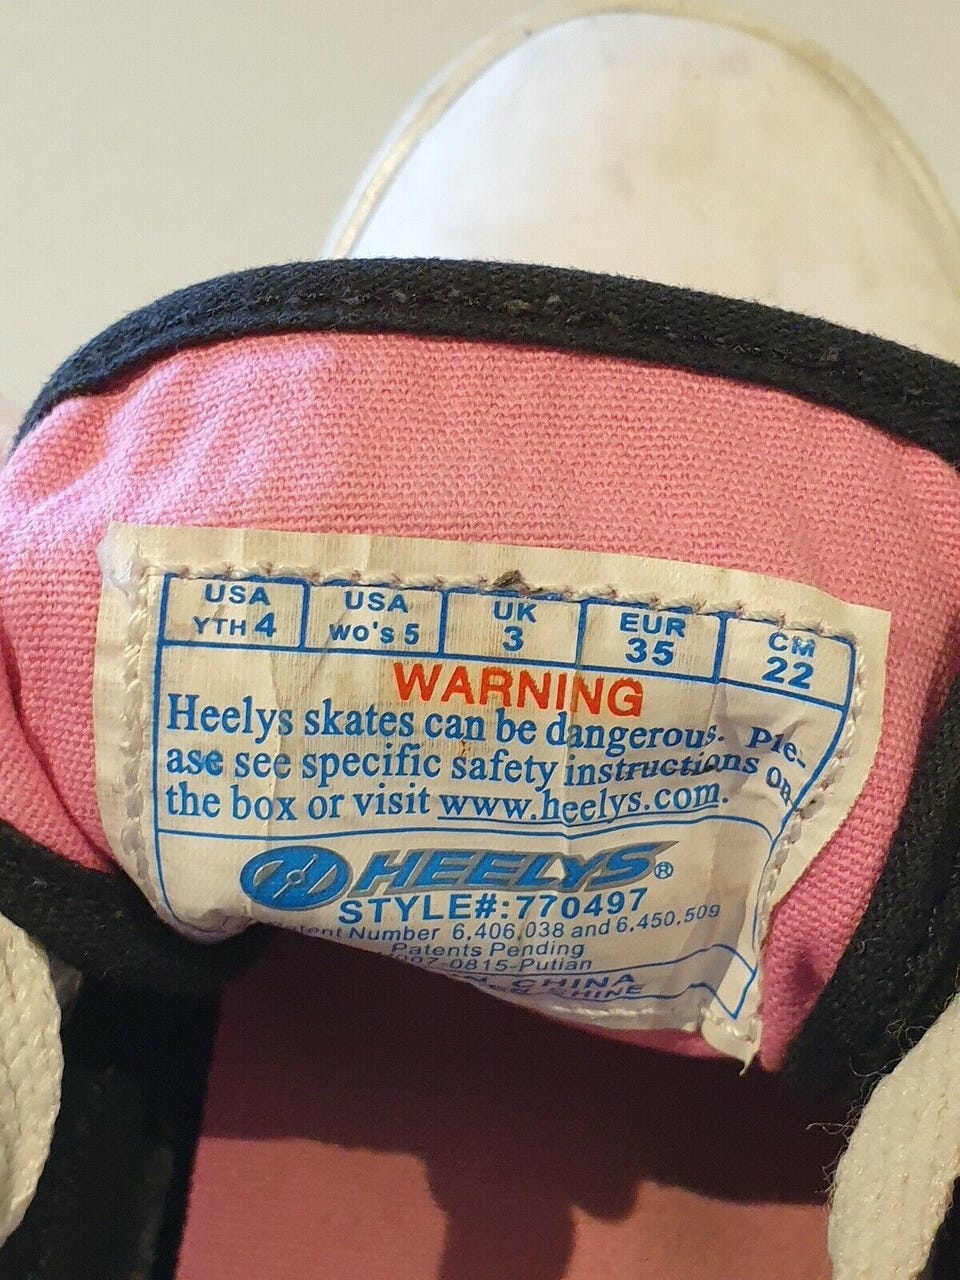 USA YTH 4
USA WO'S 5
UK 3
EUR 35
CM 22
WARNING
Heelys skates can be dangerous. Ple-
ase see specific safety instructions on
the box or visit www.heelys.com.
HEELYS®
STYLE#:770497
Number 6,406,038 and 6,450,509
Patents Pending
0815-Putian
CHINA